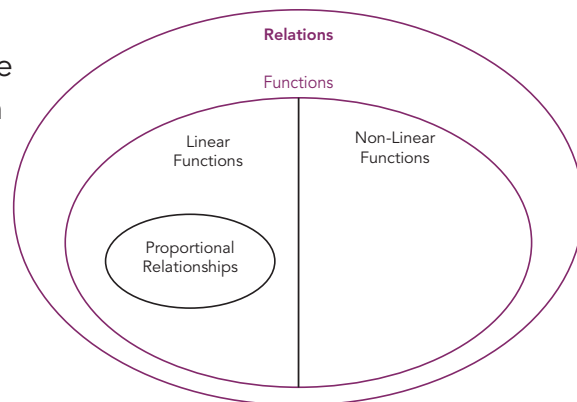 Relations
e
Functions
Linear
Functions
Non-Linear
Functions
Proportional
Relationships